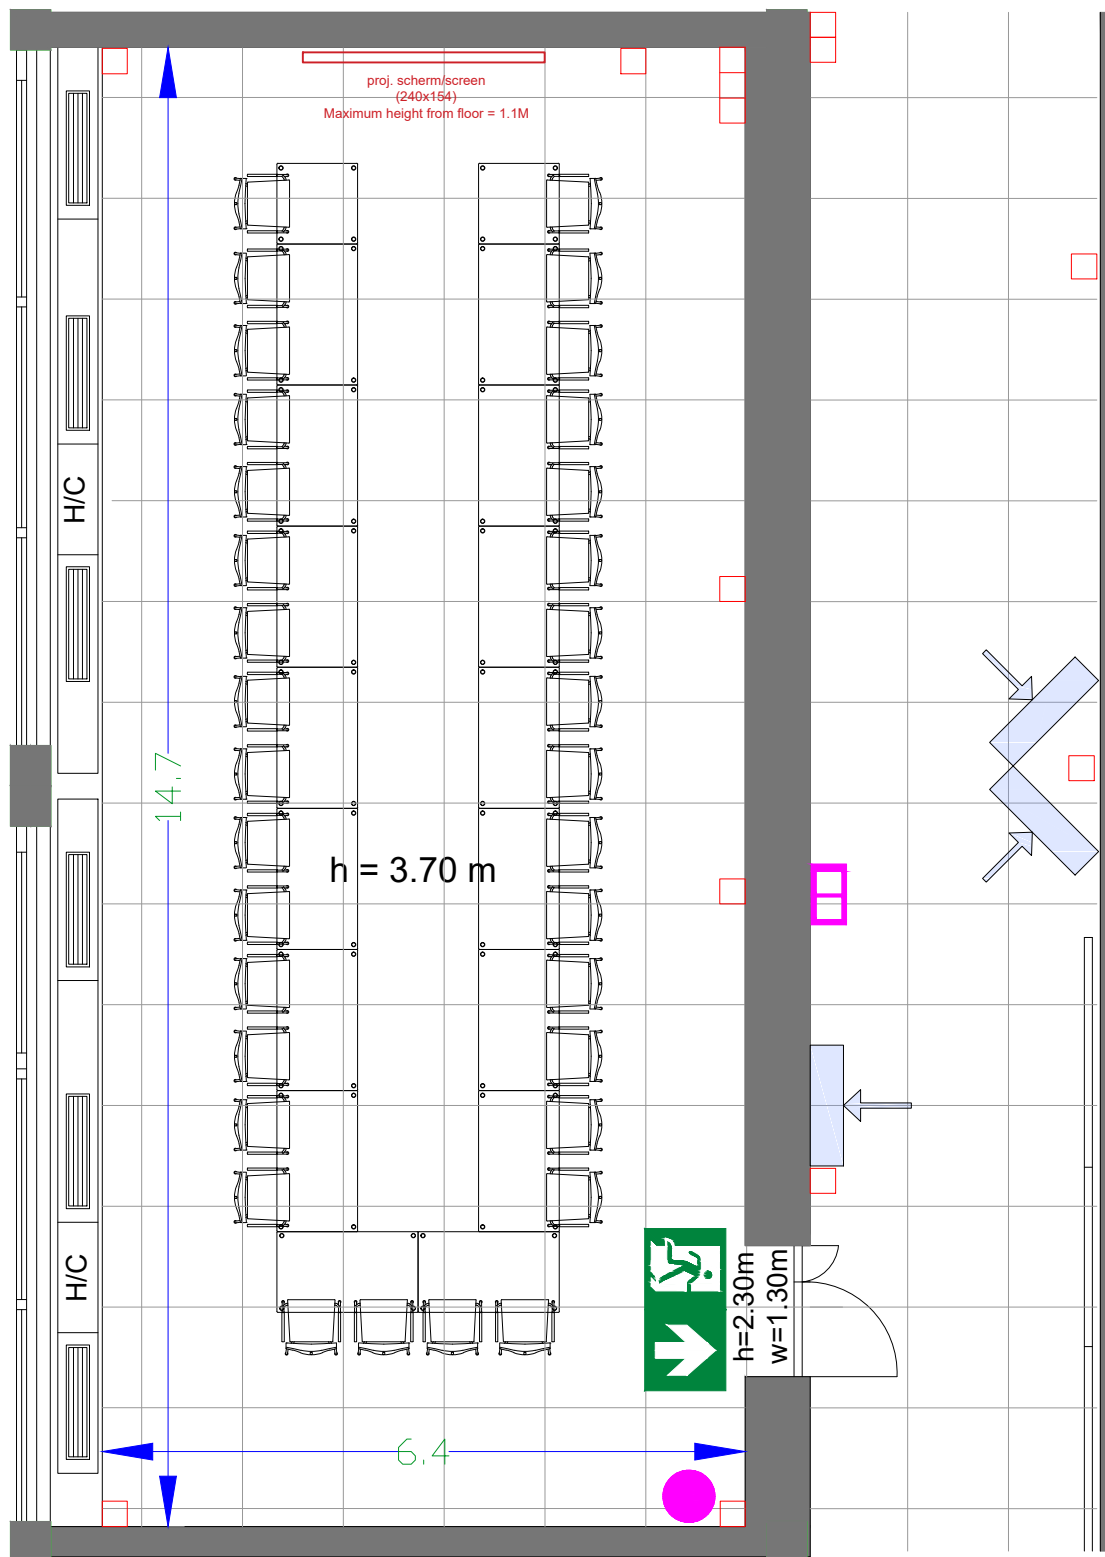 proj. scherm/screen
(240x154)
Maximum height from floor = 1.1M
H/C
14,7
h = 3.70 m
H/C
h=2.30m
w=1.30m
6,4